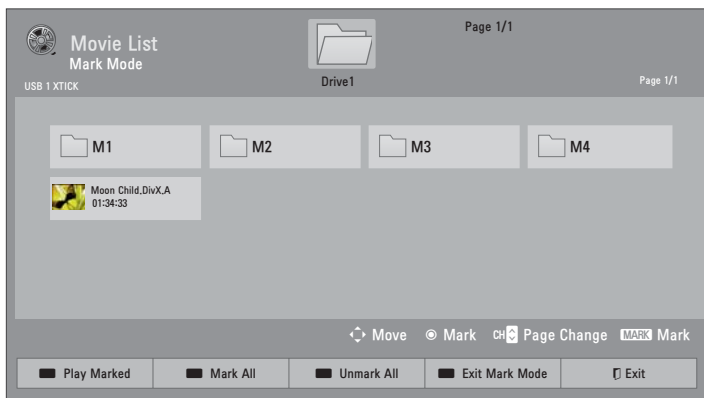 Movie List
Mark Mode
USB 1 XTICK
Drive1
Page 1/1
Page 1/1
M1 M2 M3 M4
Moon Child,DivX,A
01:34:33
Move Mark CH Page Change MARK Mark
Play Marked Mark All Unmark All Exit Mark Mode Exit